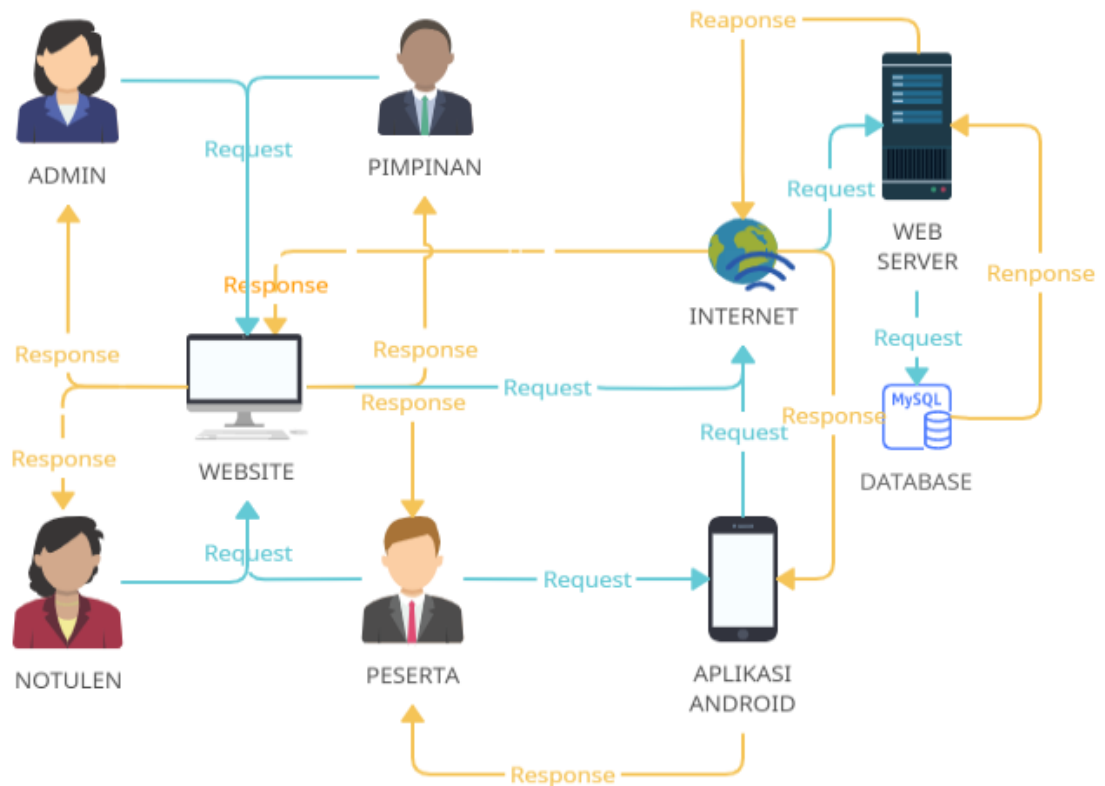 Reaponse
ADMIN
Request
PIMPINAN
Request
WEB
SERVER
Response
INTERNET
Renponse
Response
Response
Request
Request
Response
MySQL
Response
Request
Response
WEBSITE
DATABASE
Request
Request
NOTULEN
PESERTA
APLIKASI
ANDROID
Response